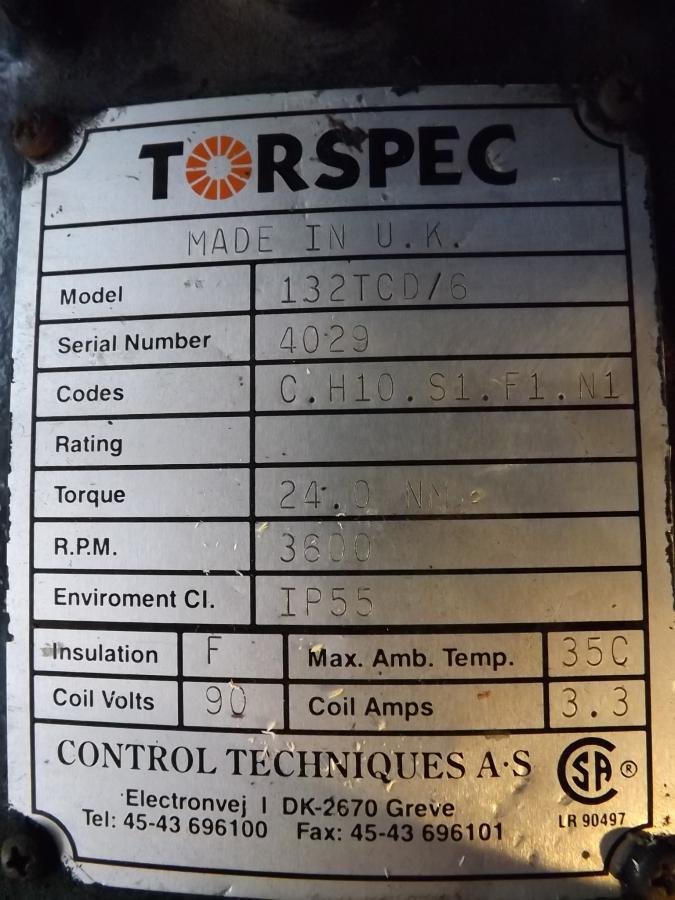 TORSPEC
MADE IN U.K.
Model 132TCD/6
Serial Number 4029
Codes C.H10.S1.F1.N1
Rating
Torque 24.0 NM
R.P.M. 3600
Enviroment Cl. IP55
Insulation F Max. Amb. Temp. 35C
Coil Volts 90 Coil Amps 3.3
CONTROL TECHNIQUES A·S
Electronvej 1 DK-2670 Greve
Tel: 45-43 696100 Fax: 45-43 696101
SA ®
LR 90497